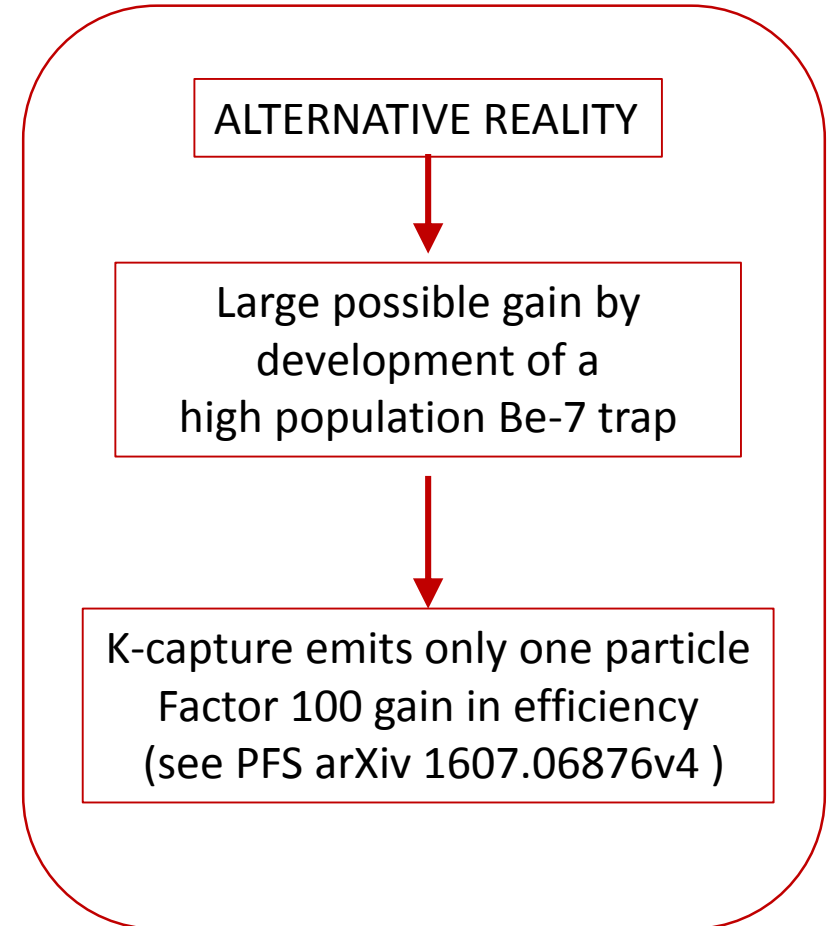 ALTERNATIVE REALITY
Large possible gain by
development of a
high population Be-7 trap
K-capture emits only one particle
Factor 100 gain in efficiency
(see PFS arXiv 1607.06876v4 )